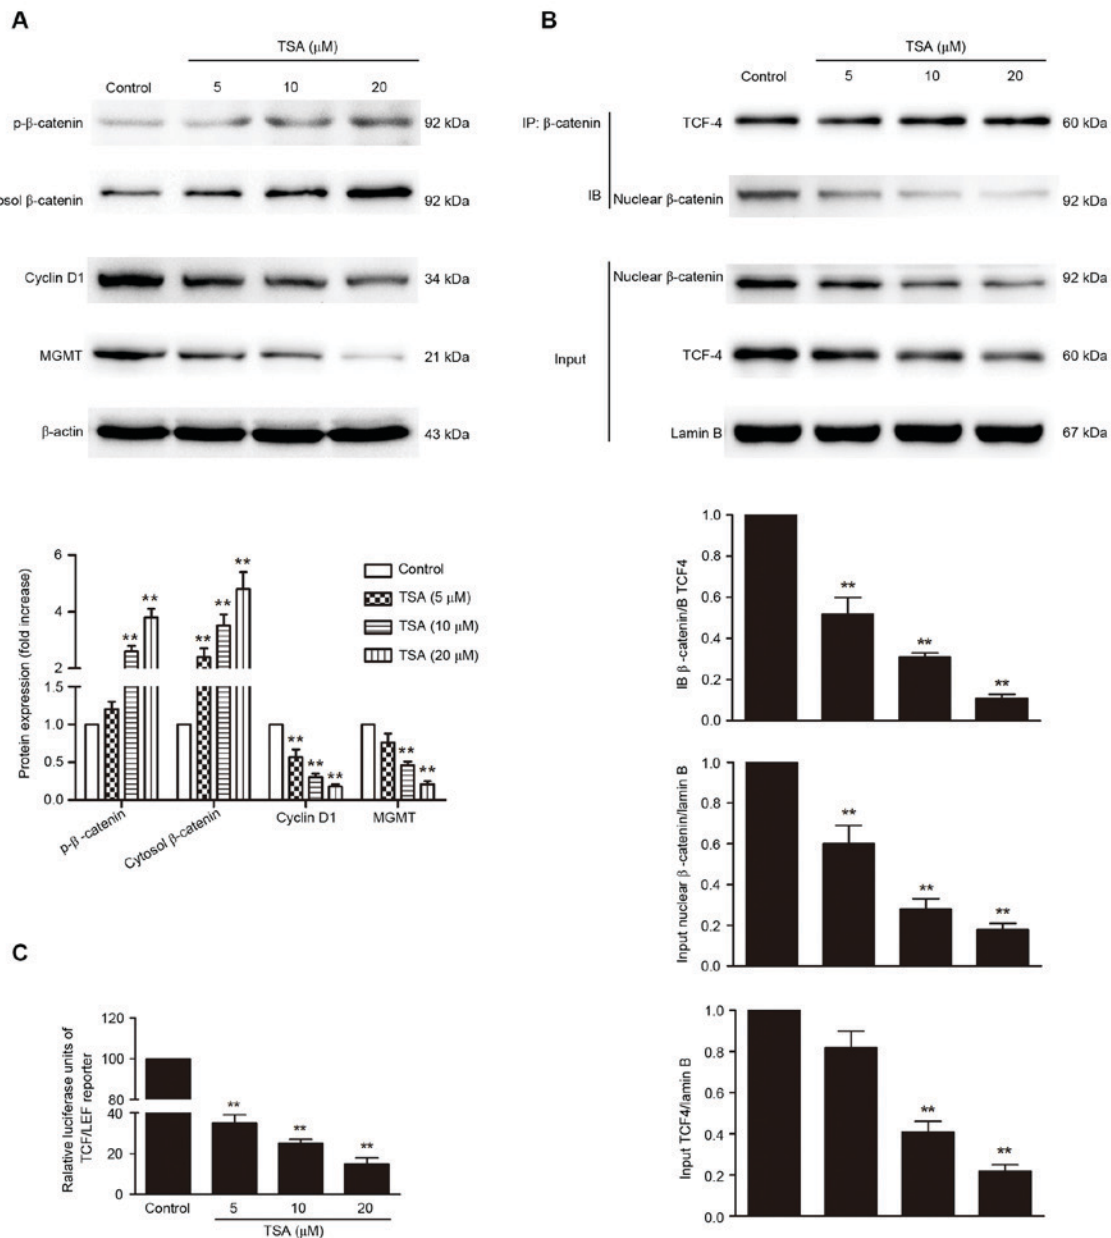 A
TSA (μM)
Control 5 10 20
p-β-catenin 92 kDa
osol β-catenin 92 kDa
Cyclin D1 34 kDa
MGMT 21 kDa
β-actin 43 kDa
Protein expression (fold increase)
6
4
2
1.0
0.5
0.0
** ** ** ** ** ** ** ** ** **
Control
TSA (5 μM)
TSA (10 μM)
TSA (20 μM)
p-β -catenin Cytosol β-catenin Cyclin D1 MGMT
B
TSA (μM)
Control 5 10 20
IP: β-catenin TCF-4 60 kDa
IB Nuclear β-catenin 92 kDa
Nuclear β-catenin 92 kDa
Input TCF-4 60 kDa
Lamin B 67 kDa
IB β -catenin/B TCF4
1.0
0.8
0.6
0.4
0.2
0.0
** ** **
Input nuclear β -catenin/lamin B
1.0
0.8
0.6
0.4
0.2
0.0
** ** **
Input TCF4/lamin B
1.0
0.8
0.6
0.4
0.2
0.0
** **
C
Ralative luciferase units of
TCF/LEF reporter
120
100
80
40
20
0
** ** **
Control 5 10 20
TSA (μM)